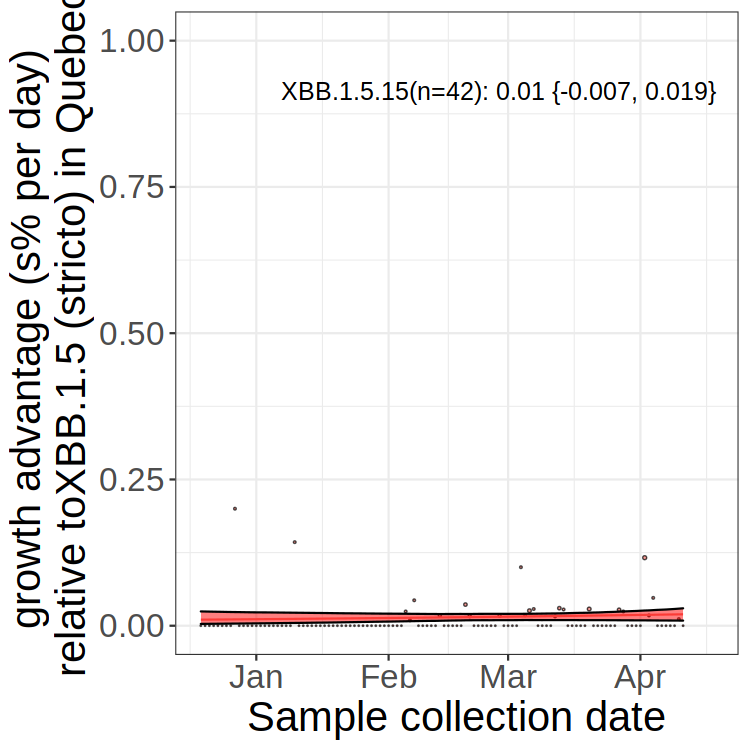 growth advantage (s% per day)
relative toXBB.1.5 (stricto) in Quebec
1.00
0.75
0.50
0.25
0.00
XBB.1.5.15(n=42): 0.01 {-0.007, 0.019}
Jan Feb Mar Apr
Sample collection date